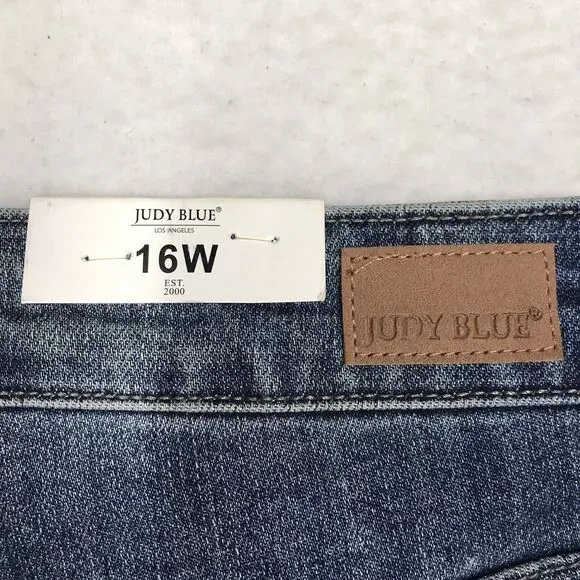 JUDY BLUE®
LOS ANGELES
16W
EST.
2000
JUDY BLUE®